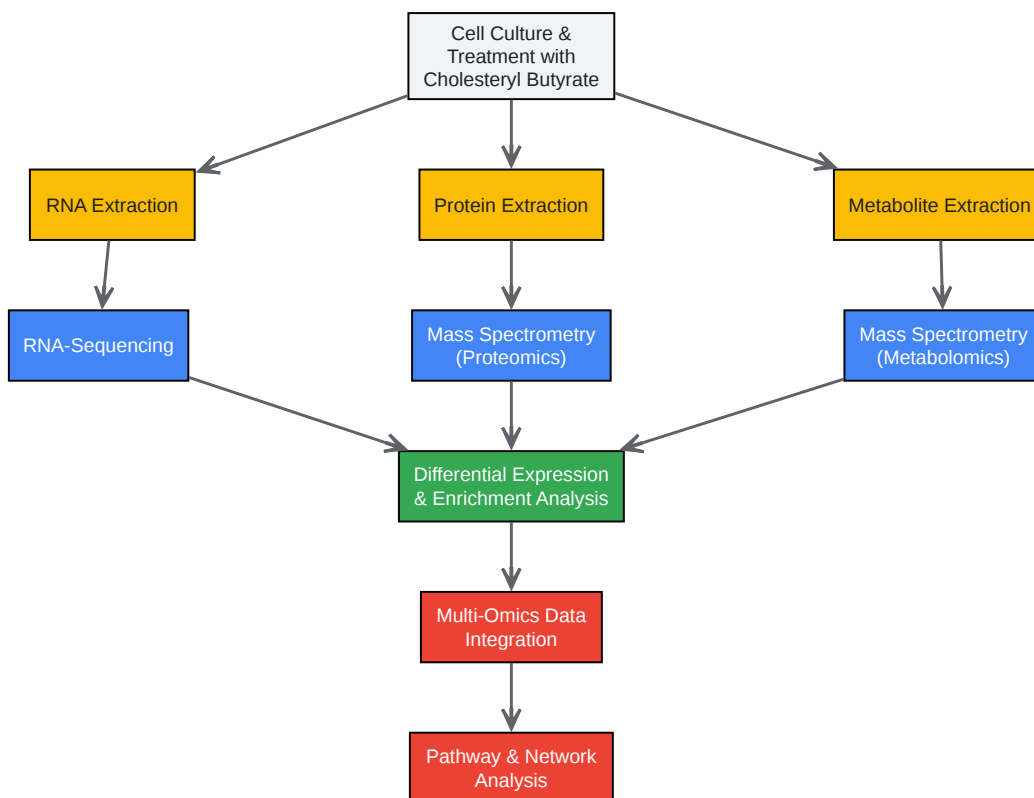 Cell Culture &
Treatment with
Cholesteryl Butyrate
RNA Extraction
Protein Extraction
Metabolite Extraction
RNA-Sequencing
Mass Spectrometry
(Proteomics)
Mass Spectrometry
(Metabolomics)
Differential Expression
& Enrichment Analysis
Multi-Omics Data
Integration
Pathway & Network
Analysis